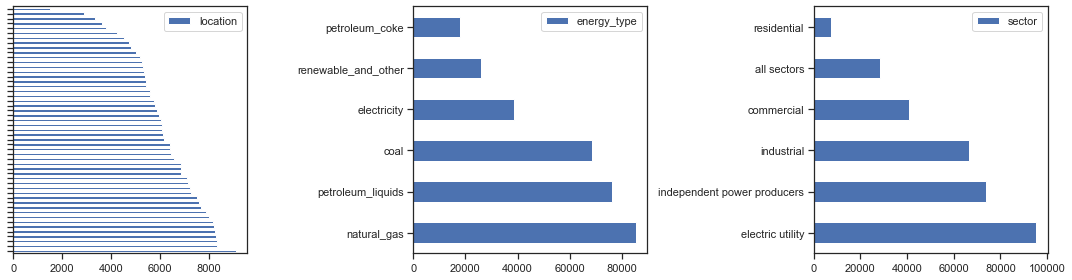 location
0 2000 4000 6000 8000
energy_type
petroleum_coke
renewable_and_other
electricity
coal
petroleum_liquids
natural_gas
0 20000 40000 60000 80000
sector
residential
all sectors
commercial
industrial
independent power producers
electric utility
0 20000 40000 60000 80000 100000